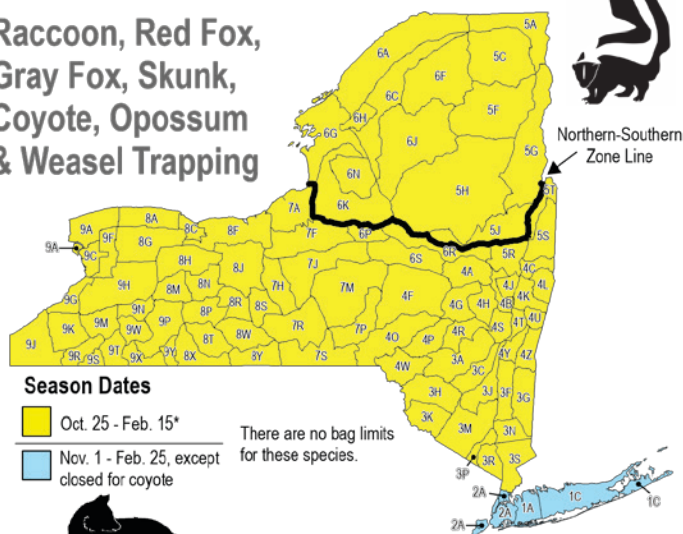 Raccoon, Red Fox,
Gray Fox, Skunk,
Coyote, Opossum
& Weasel Trapping
Northern-Southern
Zone Line
5A
6A
5C
6F
6C
5F
6H
6G
6J
5G
6N
5H
5T
6K
7A
5J
9A
8A
8C
8F
7F
6P
5S
9F
8G
9A
9C
6R
5R
6S
8H
8J
7J
4A
4C
9H
8M
8N
7H
7M
4F
4J
4L
9G
8R
8S
4G
4H
4B
4K
9N
8P
9K
9M
9W
9P
7R
7P
4R
4S
4T
4U
8T
8W
4O
4P
9J
9R
9S
9T
9X
9Y
8X
8Y
7S
4W
3A
4Y
4Z
3C
3H
3J
3F
3G
3K
3M
3N
3P
3R
3S
2A
2A
1A
1C
2A
1C
Season Dates
Oct. 25 - Feb. 15*
Nov. 1 - Feb. 25, except
closed for coyote
There are no bag limits
for these species.